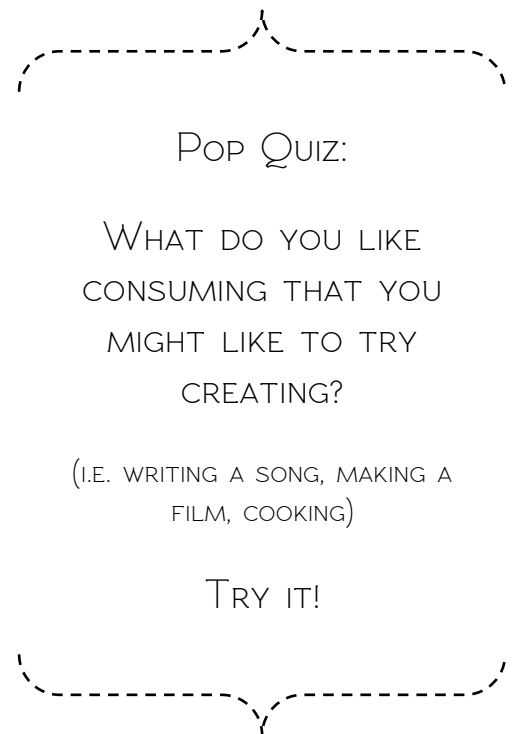 Pop Quiz:
What do you like
consuming that you
might like to try
creating?
(i.e. writing a song, making a
film, cooking)
Try it!